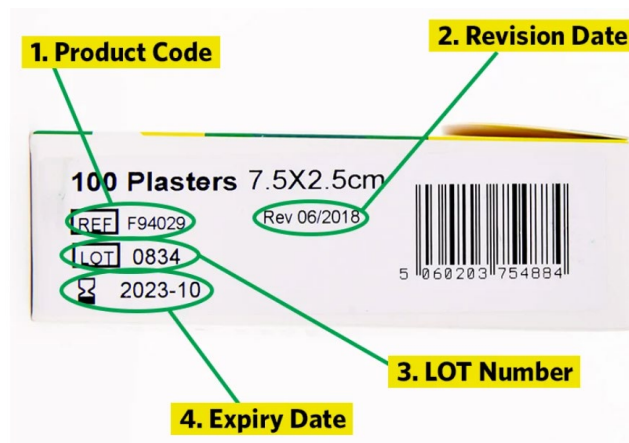 1. Product Code
2. Revision Date
100 Plasters 7.5X2.5cm
REF F94029
Rev 06/2018
LOT 0834
2023-10
5 060203 754884
3. LOT Number
4. Expiry Date